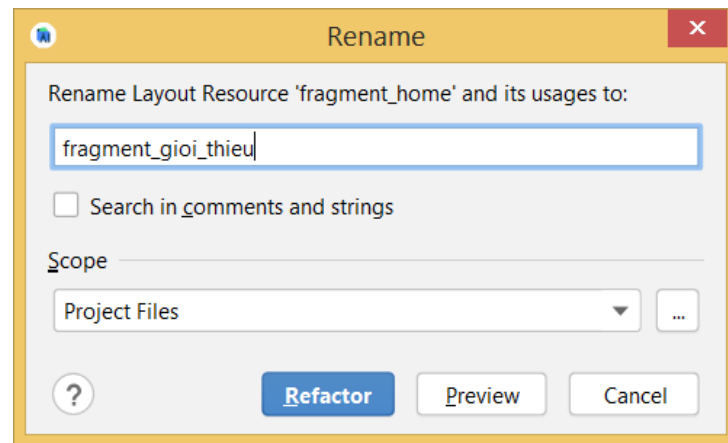 Rename
Rename Layout Resource 'fragment_home' and its usages to:
fragment_gioi_thieu
Search in comments and strings
Scope
Project Files
...
?
Refactor
Preview
Cancel